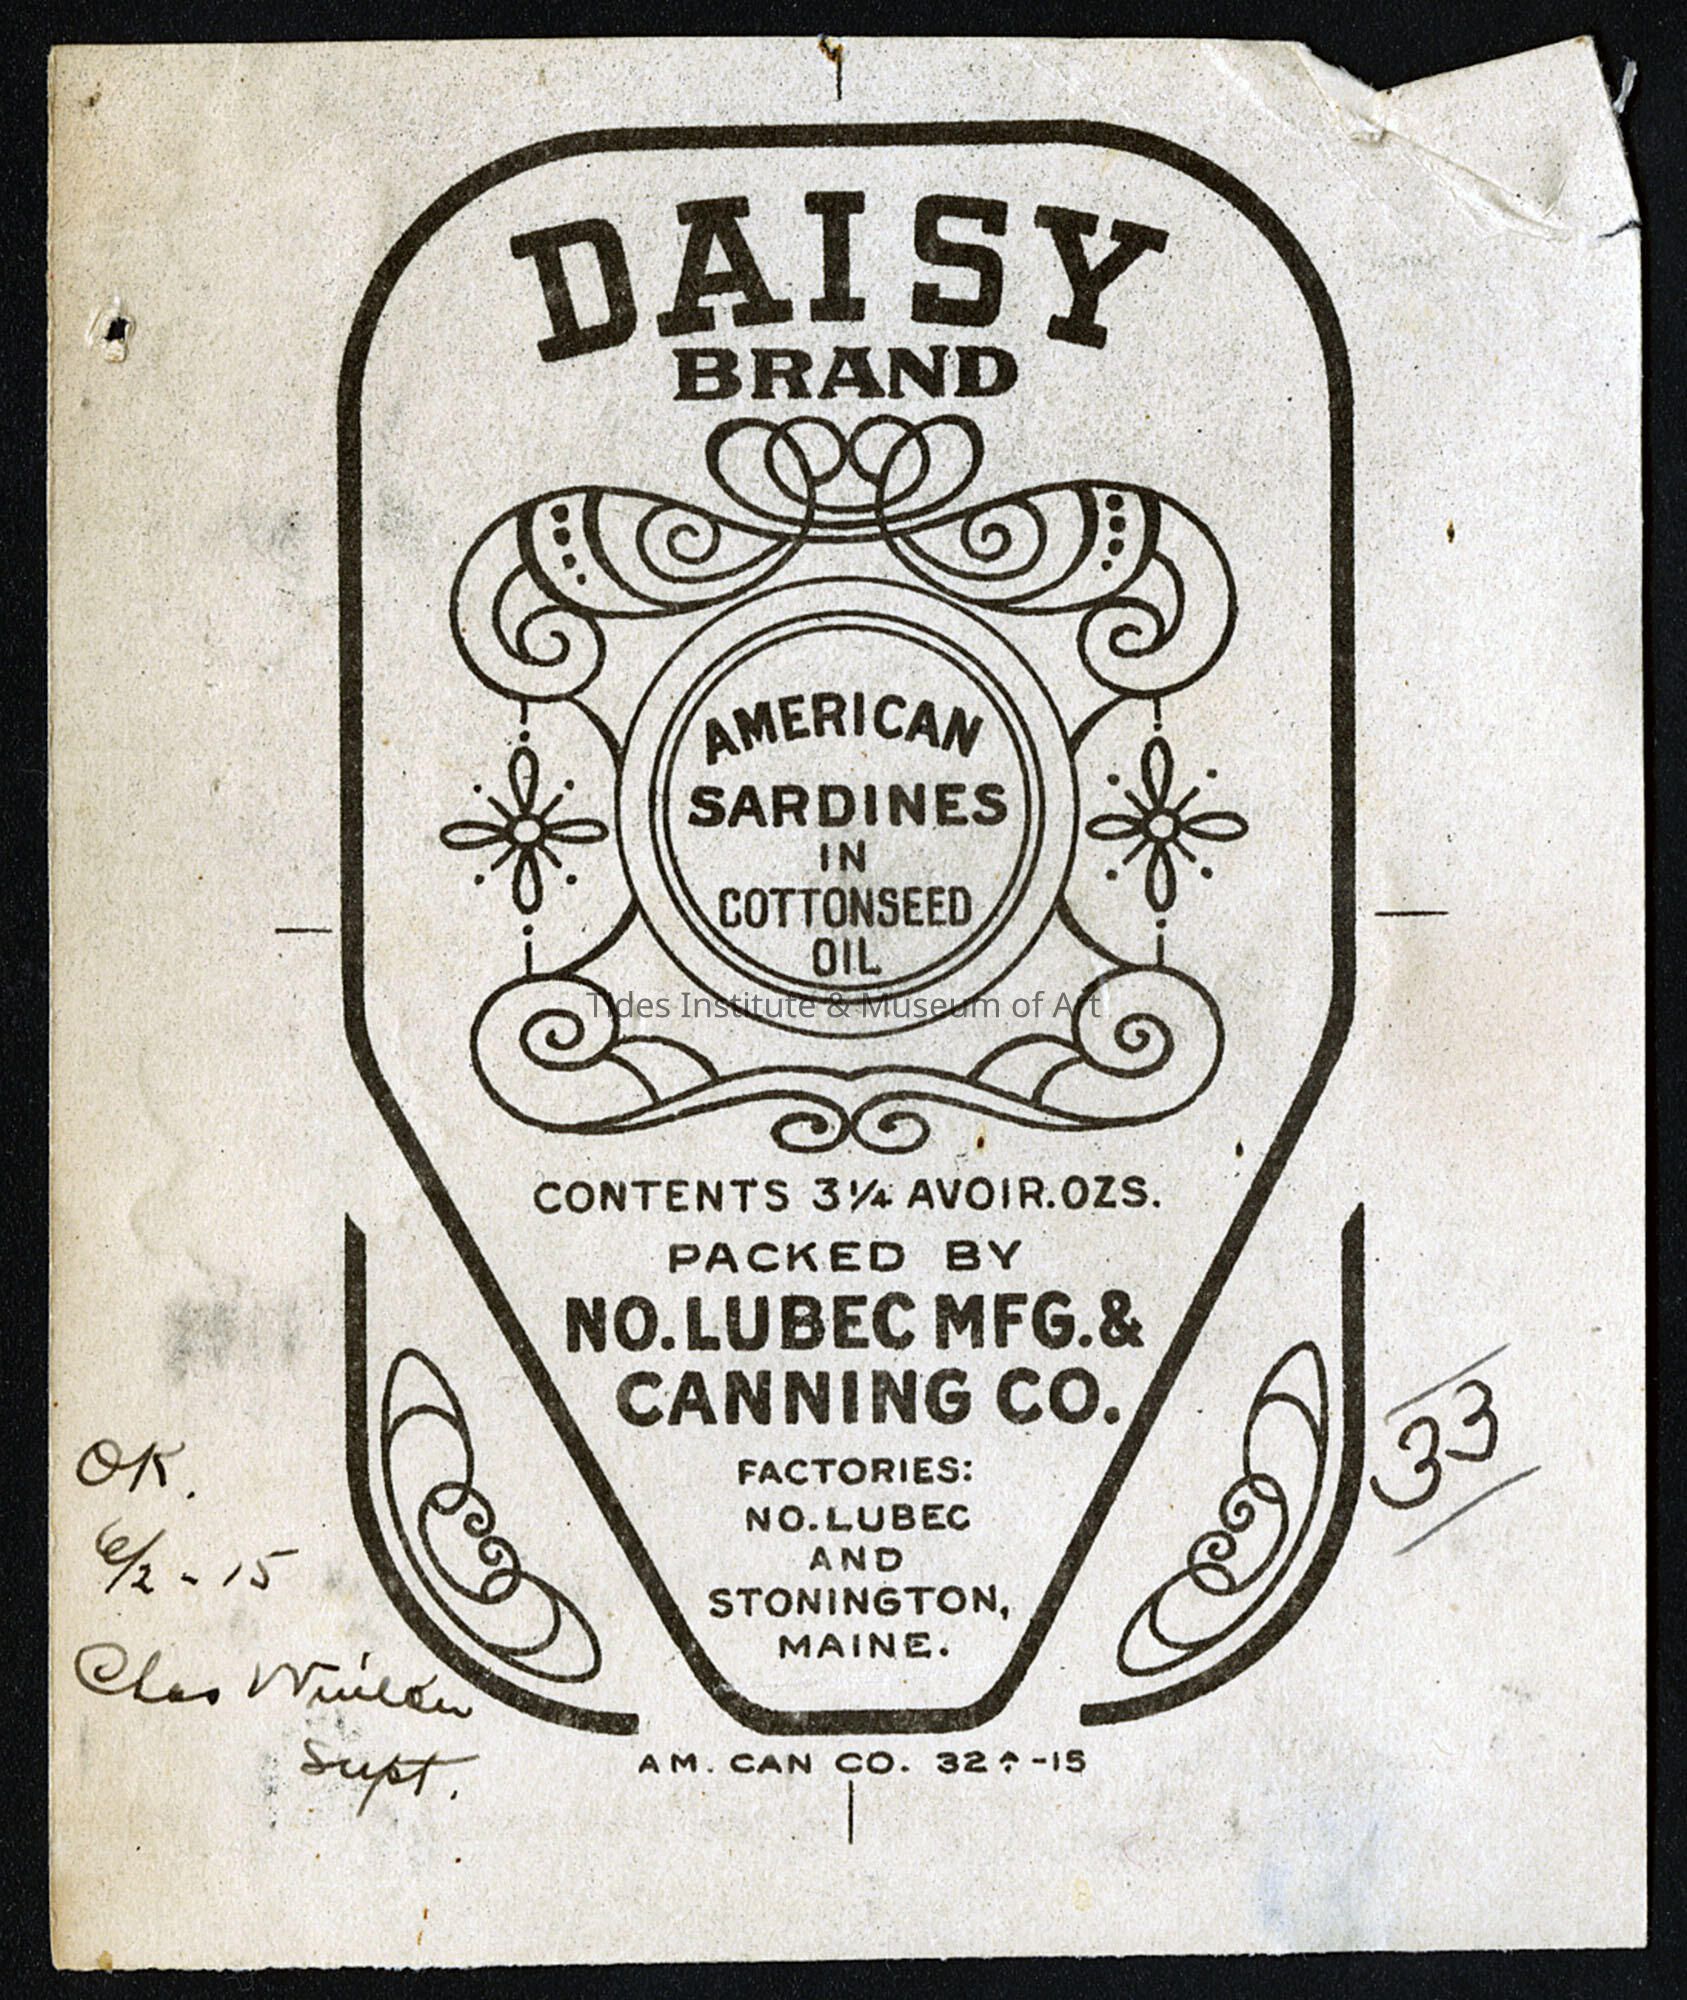 DAISY
BRAND
AMERICAN
SARDINES
IN
COTTONSEED
OIL
Tides Institute & Museum of Art
CONTENTS 3¼ AVOIR.OZS.
PACKED BY
NO.LUBEC MFG.&
CANNING CO.
FACTORIES:
NO.LUBEC
AND
STONINGTON,
MAINE.
AM. CAN CO. 32 -15
OK.
6/2 - 15
Chas
Supt.
33